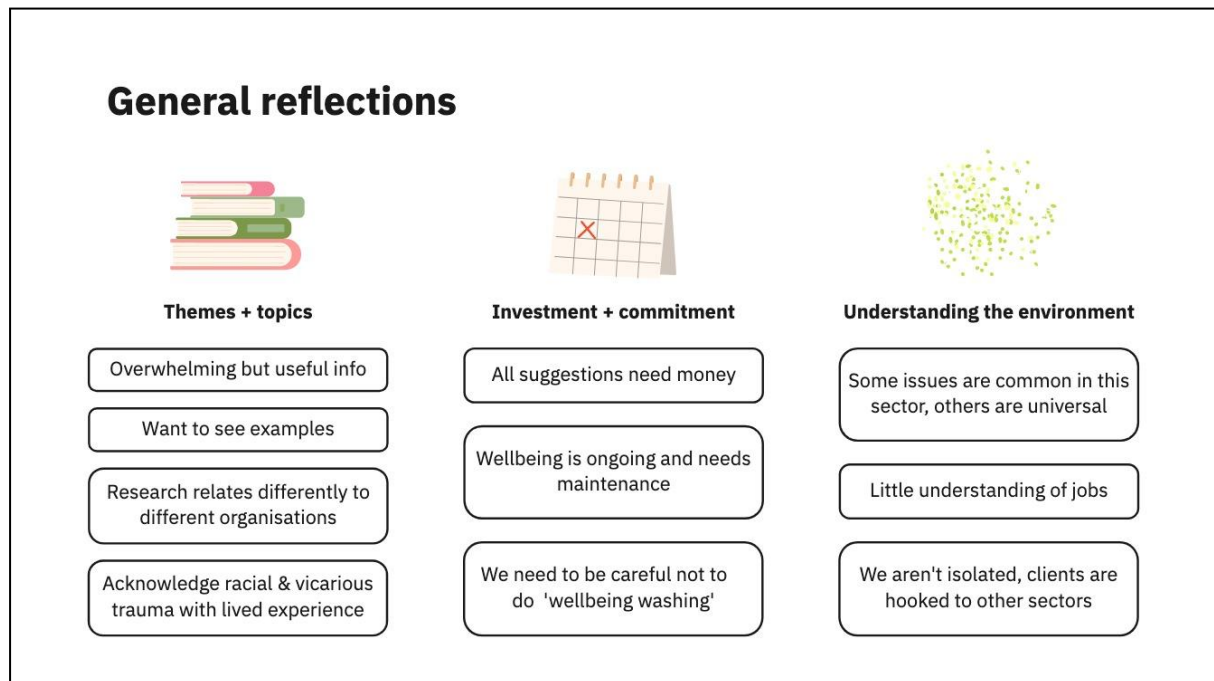 General reflections
Themes + topics
Overwhelming but useful info
Want to see examples
Research relates differently to
different organisations
Acknowledge racial & vicarious
trauma with lived experience
Investment + commitment
All suggestions need money
Wellbeing is ongoing and needs
maintenance
We need to be careful not to
do 'wellbeing washing'
Understanding the environment
Some issues are common in this
sector, others are universal
Little understanding of jobs
We aren't isolated, clients are
hooked to other sectors